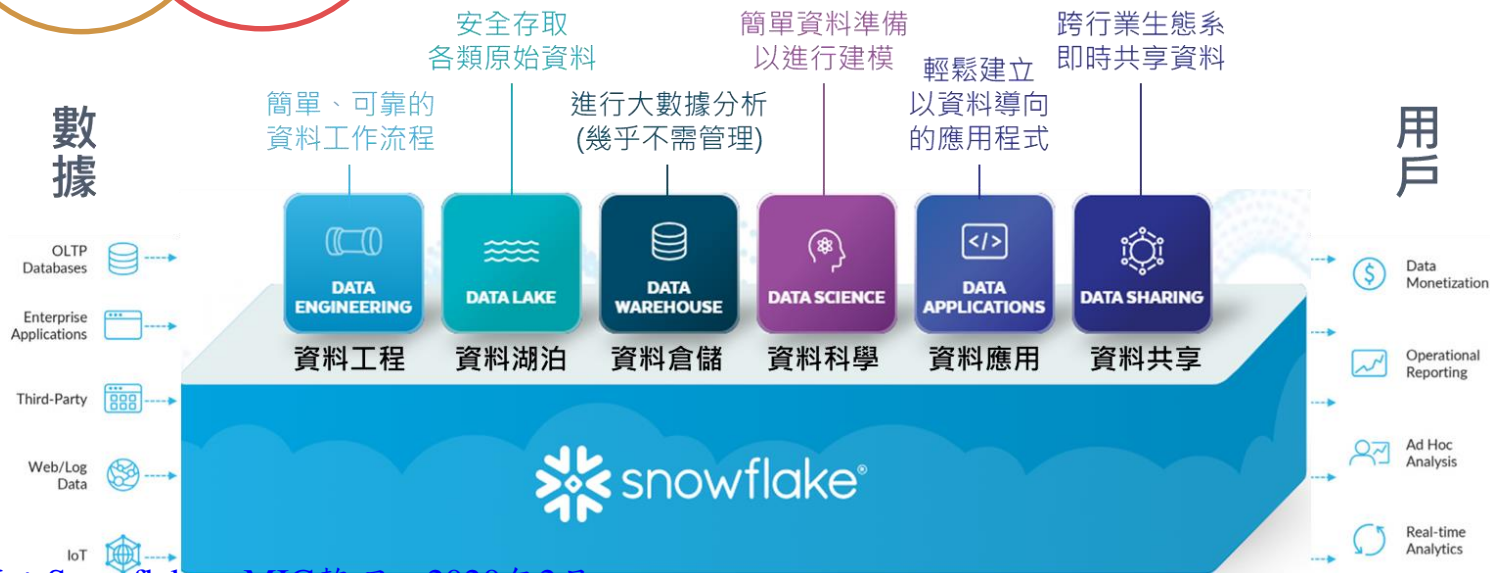 安全存取
各類原始資料
簡單資料準備
以進行建模
跨行業生態系
即時共享資料
輕鬆建立
以資料導向
的應用程式
簡單、可靠的
資料工作流程
進行大數據分析
(幾乎不需管理)
數
據
用
戶
OLTP
Databases
Enterprise
Applications
Third-Party
Web/Log
Data
IoT
DATA
ENGINEERING
DATA LAKE
DATA
WAREHOUSE
DATA SCIENCE
DATA
APPLICATIONS
DATA SHARING
資料工程
資料湖泊
資料倉儲
資料科學
資料應用
資料共享
snowflake®
Data
Monetization
Operational
Reporting
Ad Hoc
Analysis
Real-time
Analytics